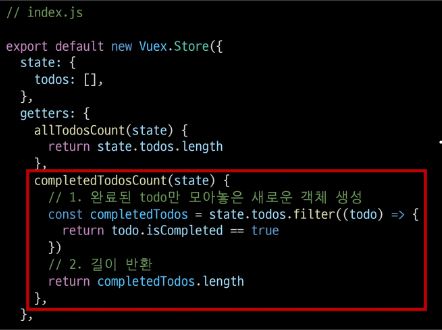 // index.js
export default new Vuex.Store({
  state: {
    todos: [],
  },
  getters: {
    allTodosCount(state) {
      return state.todos.length
    },
    completedTodosCount(state) {
      // 1. 완료된 todo만 모아놓은 새로운 객체 생성
      const completedTodos = state.todos.filter((todo) => {
        return todo.isCompleted == true
      })
      // 2. 길이 반환
      return completedTodos.length
    },
  },